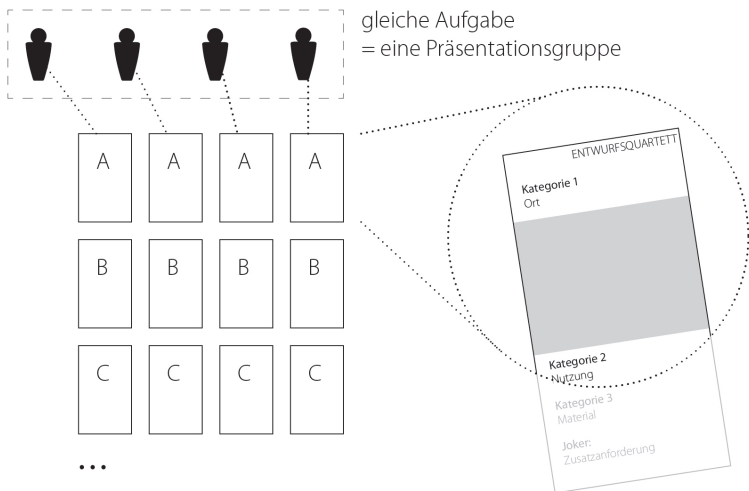 gleiche Aufgabe
= eine Präsentationsgruppe
A A A A
B B B B
C C C C
...
ENTWURFSQUARTETT
Kategorie 1
Ort
Kategorie 2
Nutzung
Kategorie 3
Material
Joker:
Zusatzanforderung